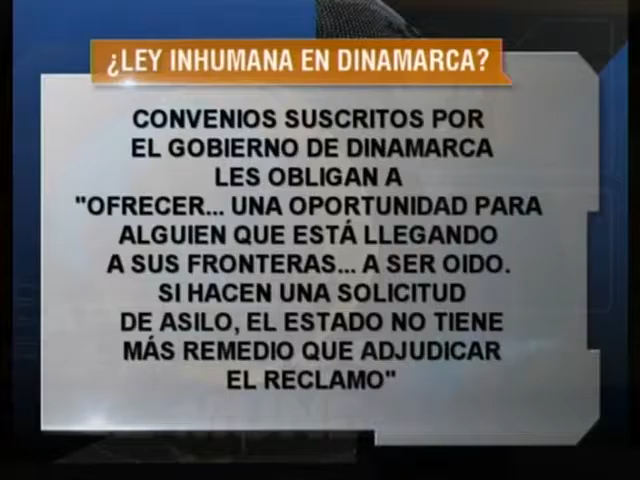 ¿LEY INHUMANA EN DINAMARCA?
CONVENIOS SUSCRITOS POR
EL GOBIERNO DE DINAMARCA
LES OBLIGAN A
"OFRECER... UNA OPORTUNIDAD PARA
ALGUIEN QUE ESTÁ LLEGANDO
A SUS FRONTERAS... A SER OIDO.
SI HACEN UNA SOLICITUD
DE ASILO, EL ESTADO NO TIENE
MÁS REMEDIO QUE ADJUDICAR
EL RECLAMO"